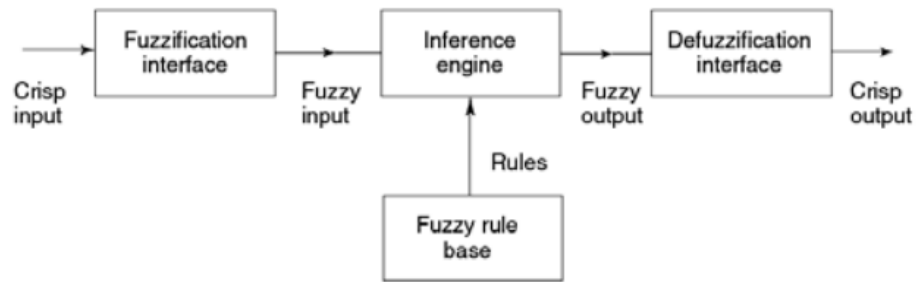 Fuzzification
interface
Inference
engine
Defuzzification
interface
Crisp
input
Fuzzy
input
Fuzzy
output
Crisp
output
Rules
Fuzzy rule
base